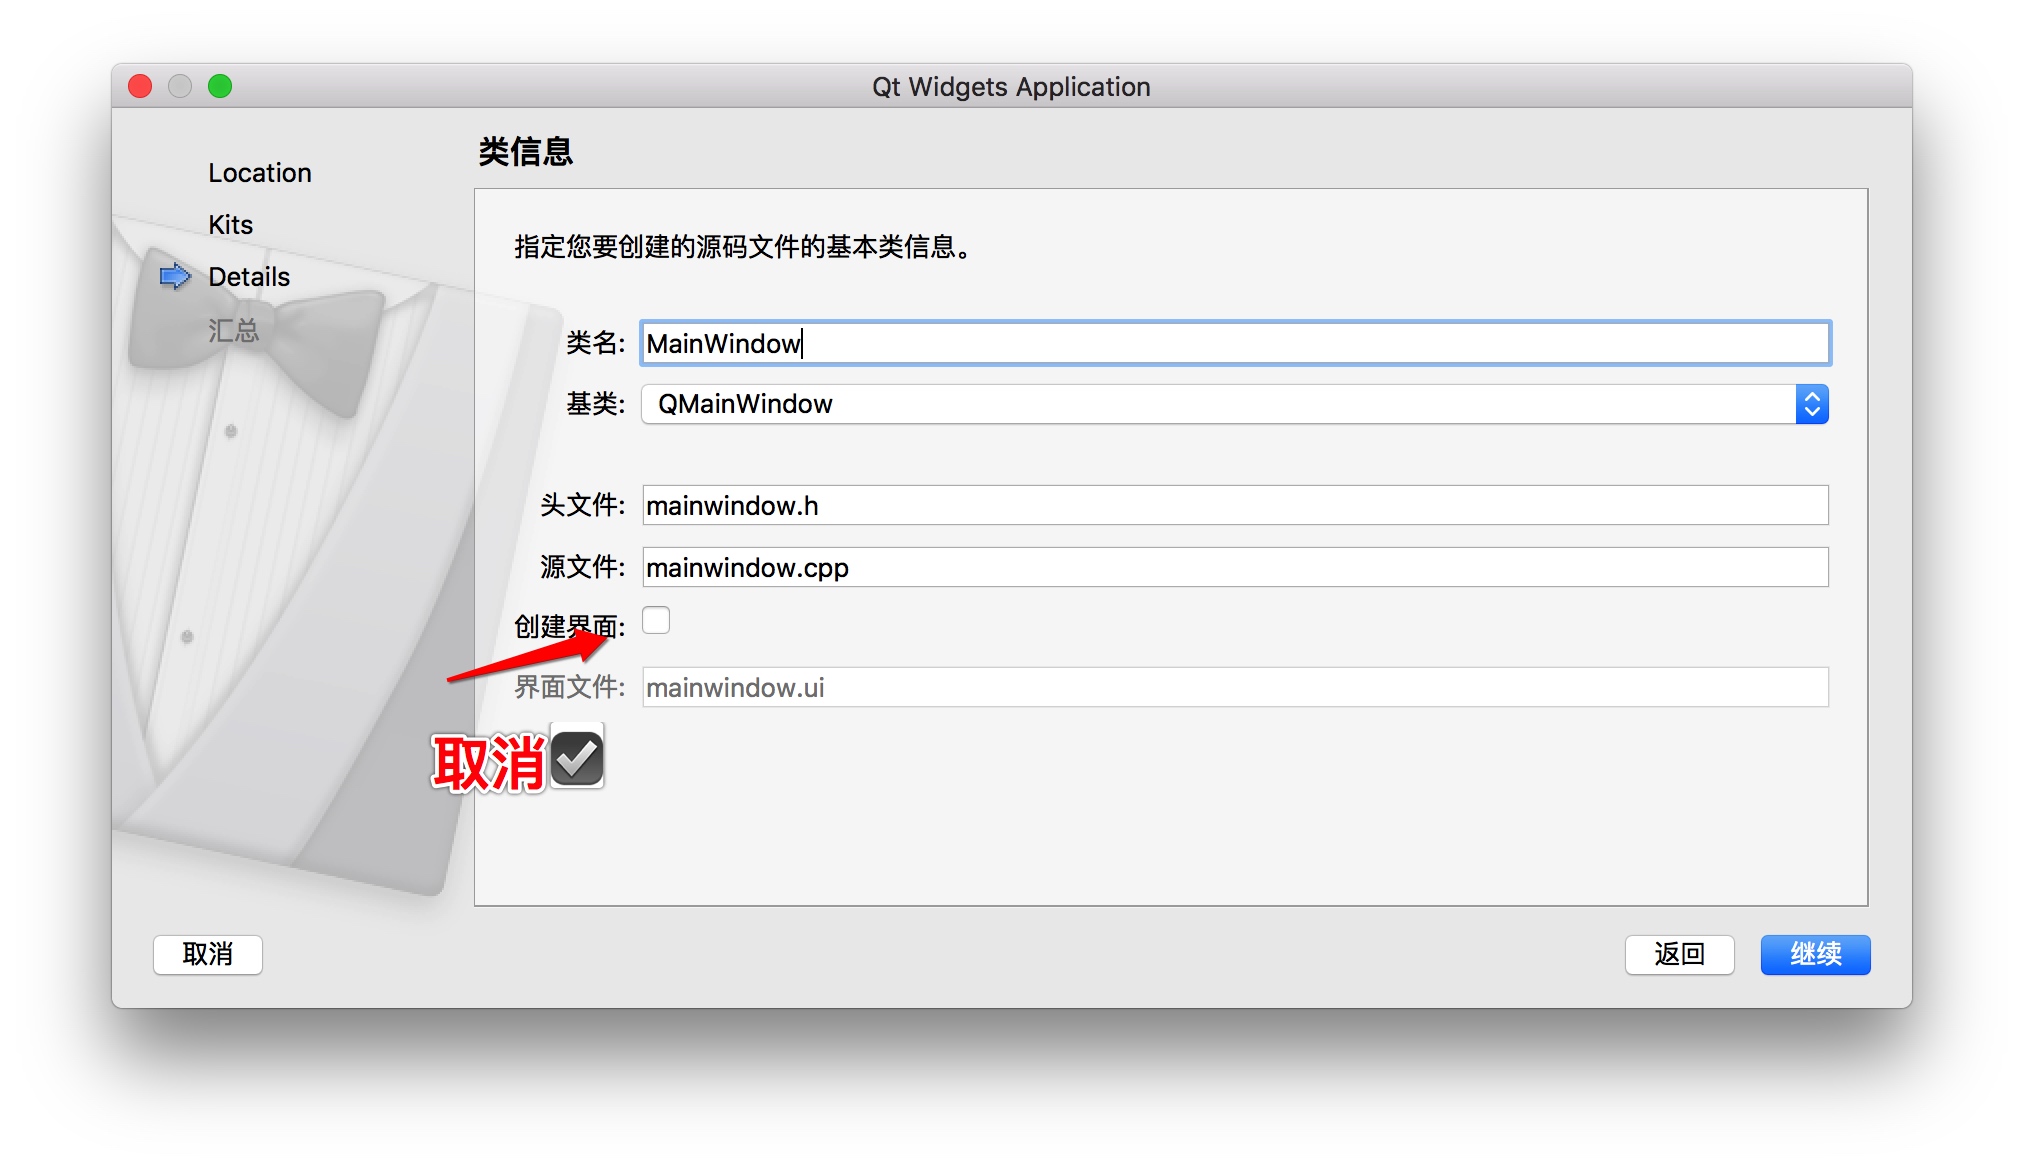 Qt Widgets Application
Location
Kits
Details
汇总
类信息
指定您要创建的源码文件的基本类信息。
类名: MainWindow
基类: QMainWindow
头文件: mainwindow.h
源文件: mainwindow.cpp
创建界面:
界面文件: mainwindow.ui
取消
取消
返回
继续